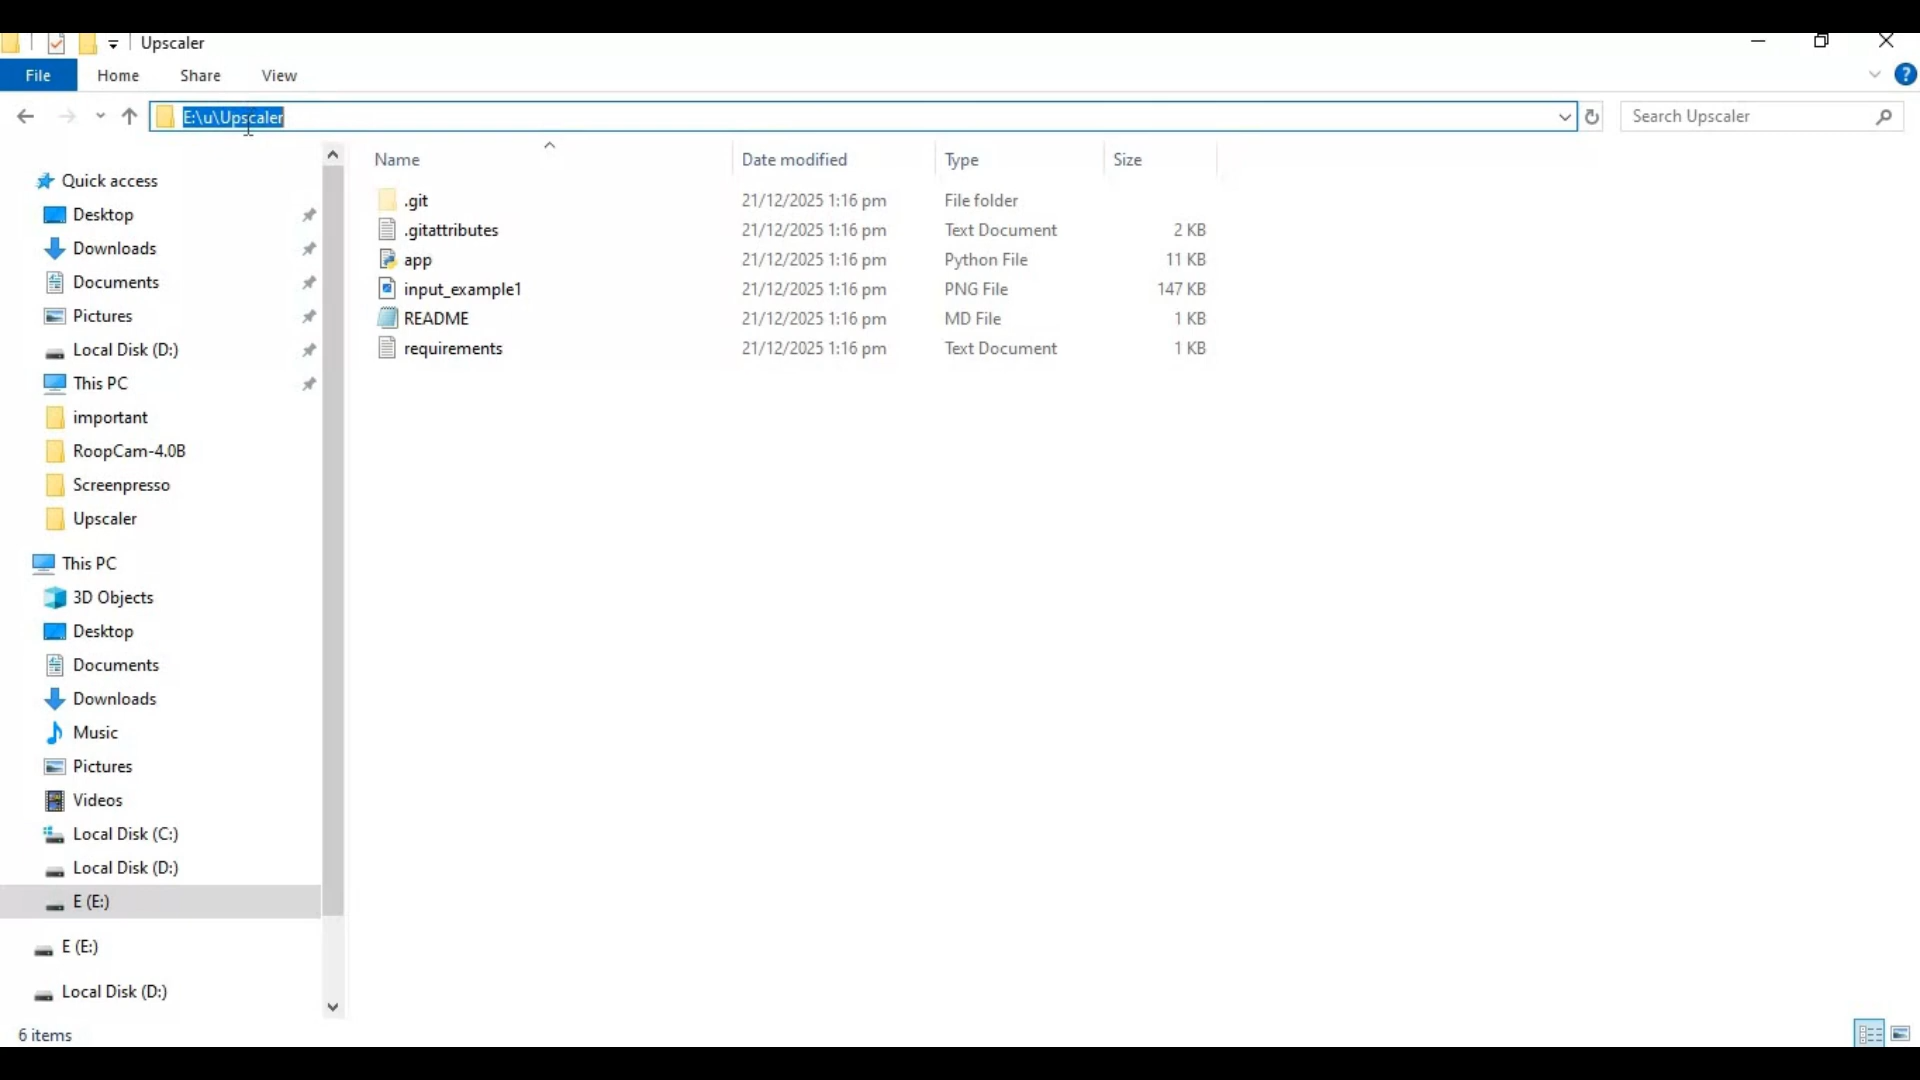 Upscaler
File Home Share View
E:\u\Upscaler
Search Upscaler
Name Date modified Type Size
Quick access
Desktop
Downloads
Documents
Pictures
Local Disk (D:)
This PC
important
RoopCam-4.0B
Screenpresso
Upscaler
This PC
3D Objects
Desktop
Documents
Downloads
Music
Pictures
Videos
Local Disk (C:)
Local Disk (D:)
E (E:)
E (E:)
Local Disk (D:)
.git 21/12/2025 1:16 pm File folder
.gitattributes 21/12/2025 1:16 pm Text Document 2 KB
app 21/12/2025 1:16 pm Python File 11 KB
input_example1 21/12/2025 1:16 pm PNG File 147 KB
README 21/12/2025 1:16 pm MD File 1 KB
requirements 21/12/2025 1:16 pm Text Document 1 KB
6 items